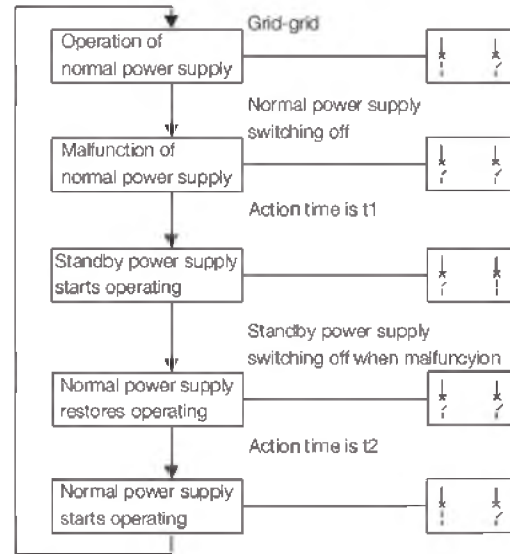 Grid-grid
Operation of
normal power supply
Normal power supply
switching off
Malfunction of
normal power supply
Action time is t1
Standby power supply
starts operating
Standby power supply
switching off when malfuncyion
Normal power supply
restores operating
Action time is t2
Normal power supply
starts operating